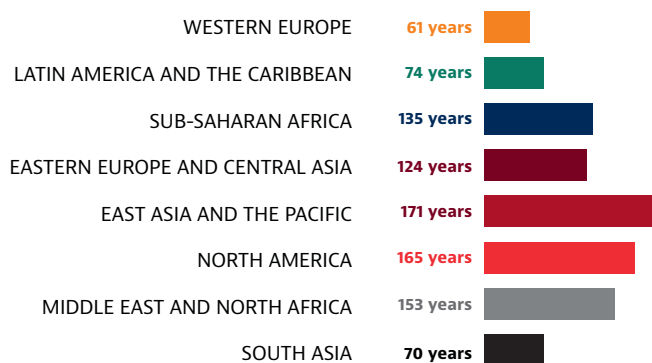 WESTERN EUROPE 61 years
LATIN AMERICA AND THE CARIBBEAN 74 years
SUB-SAHARAN AFRICA 135 years
EASTERN EUROPE AND CENTRAL ASIA 124 years
EAST ASIA AND THE PACIFIC 171 years
NORTH AMERICA 165 years
MIDDLE EAST AND NORTH AFRICA 153 years
SOUTH ASIA 70 years